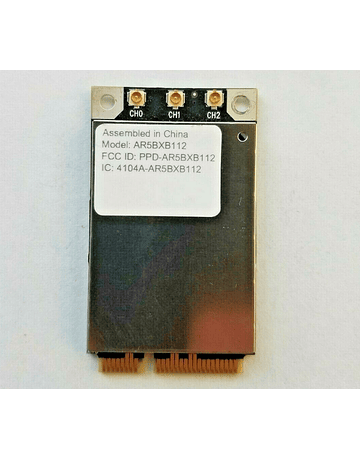 CH0 CH1 CH2
Assembled in China
Model: AR5BXB112
FCC ID: PPD-AR5BXB112
IC: 4104A-AR5BXB112